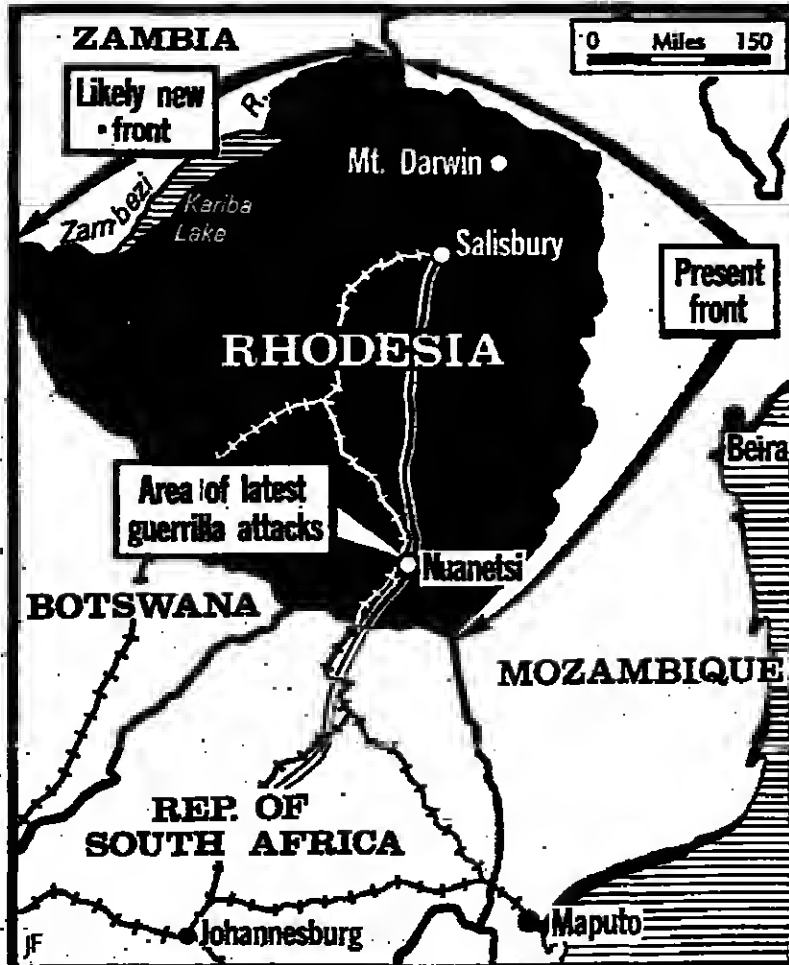 ZAMBIA
0 Miles 150
Likely new
front
R.
Mt. Darwin
Zambezi
Kariba
Lake
Salisbury
Present
front
RHODESIA
Beira
Area of latest
guerrilla attacks
Nuanetsi
BOTSWANA
MOZAMBIQUE
REP. OF
SOUTH AFRICA
Johannesburg
Maputo
JF